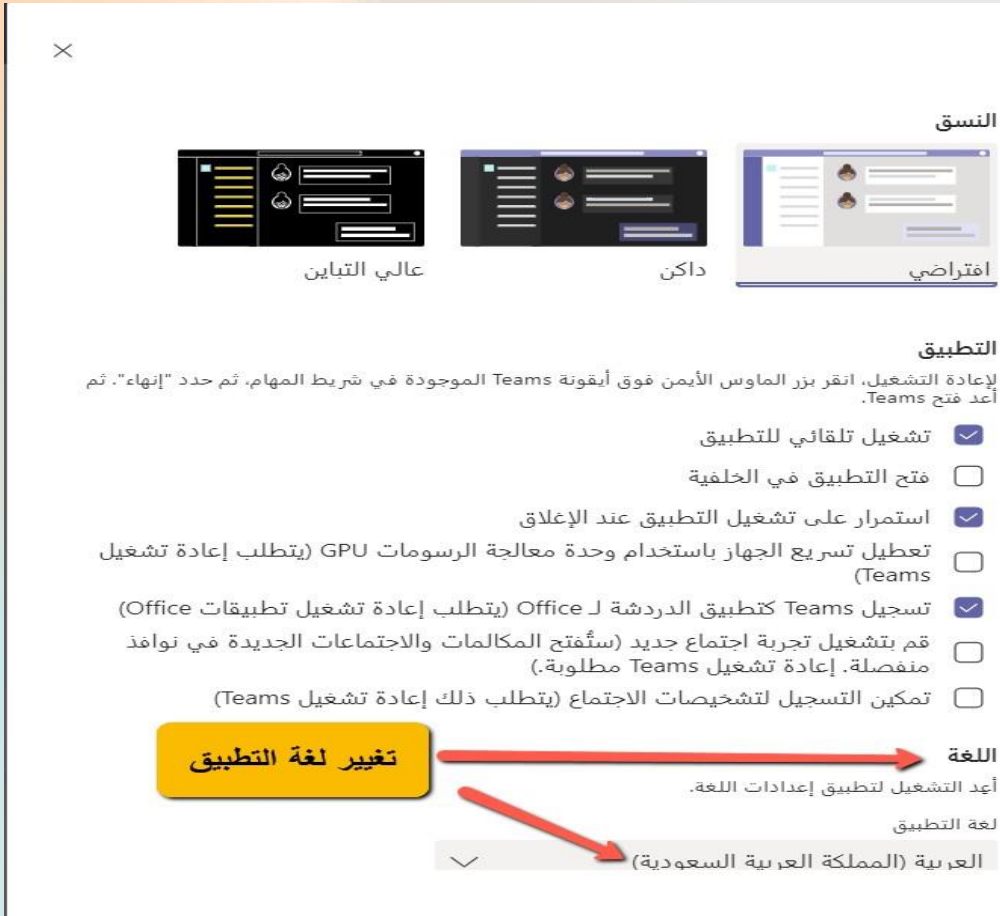 النسق
افتراضي
داكن
عالي التباين
التطبيق
لإعادة التشغيل، انقر بزر الماوس الأيمن فوق أيقونة Teams الموجودة في شريط المهام، ثم حدد "إنهاء". ثم
أعد فتح Teams.
تشغيل تلقائي للتطبيق
فتح التطبيق في الخلفية
استمرار على تشغيل التطبيق عند الإغلاق
تعطيل تسريع الجهاز باستخدام وحدة معالجة الرسومات GPU (يتطلب إعادة تشغيل
Teams)
تسجيل Teams كتطبيق الدردشة لـ Office (يتطلب إعادة تشغيل تطبيقات Office)
قم بتشغيل تجربة اجتماع جديد (ستُفتح المكالمات والاجتماعات الجديدة في نوافذ
منفصلة. إعادة تشغيل Teams مطلوبة.)
تمكين التسجيل لتشخيصات الاجتماع (يتطلب ذلك إعادة تشغيل Teams)
اللغة
تغيير لغة التطبيق
أعِد التشغيل لتطبيق إعدادات اللغة.
لغة التطبيق
العربية (المملكة العربية السعودية)